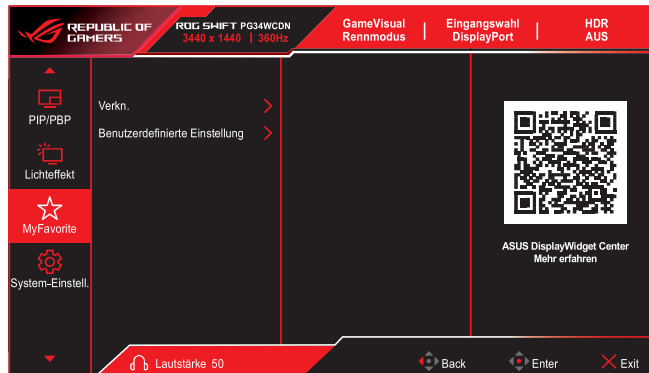 REPUBLIC OF
GAMERS
ROG SWIFT PG34WCDN
3440 x 1440 | 360Hz
GameVisual
Rennmodus
Eingangswahl
DisplayPort
HDR
AUS
PIP/PBP
Lichteffekt
MyFavorite
System-Einstell.
Verkn.
Benutzerdefinierte Einstellung
ASUS DisplayWidget Center
Mehr erfahren
Lautstärke 50
Back
Enter
Exit